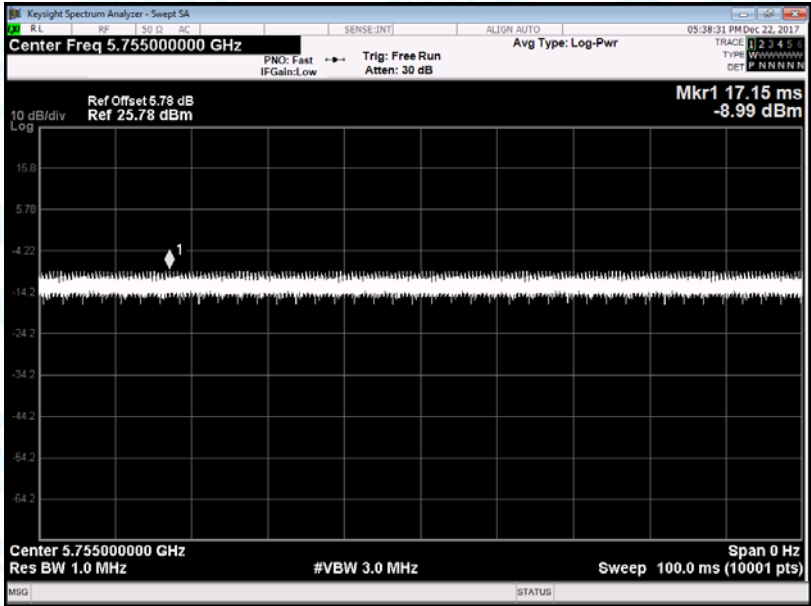 Keysight Spectrum Analyzer - Swept SA
RL RF 50 Ω AC SENSE:INT ALIGN AUTO 05:38:31 PM Dec 22, 2017
Center Freq 5.755000000 GHz
PNO: Fast
IFGain:Low
Trig: Free Run
Atten: 30 dB
Avg Type: Log-Pwr
TRACE 1 2 3 4 5 6
TYPE W
DET P N N N N N
Mkr1 17.15 ms
-8.99 dBm
Ref Offset 5.78 dB
10 dB/div Ref 25.78 dBm
Log
15.8
5.78
-4.22
1
-14.2
-24.2
-34.2
-44.2
-54.2
-64.2
Center 5.755000000 GHz Span 0 Hz
Res BW 1.0 MHz #VBW 3.0 MHz Sweep 100.0 ms (10001 pts)
MSG STATUS